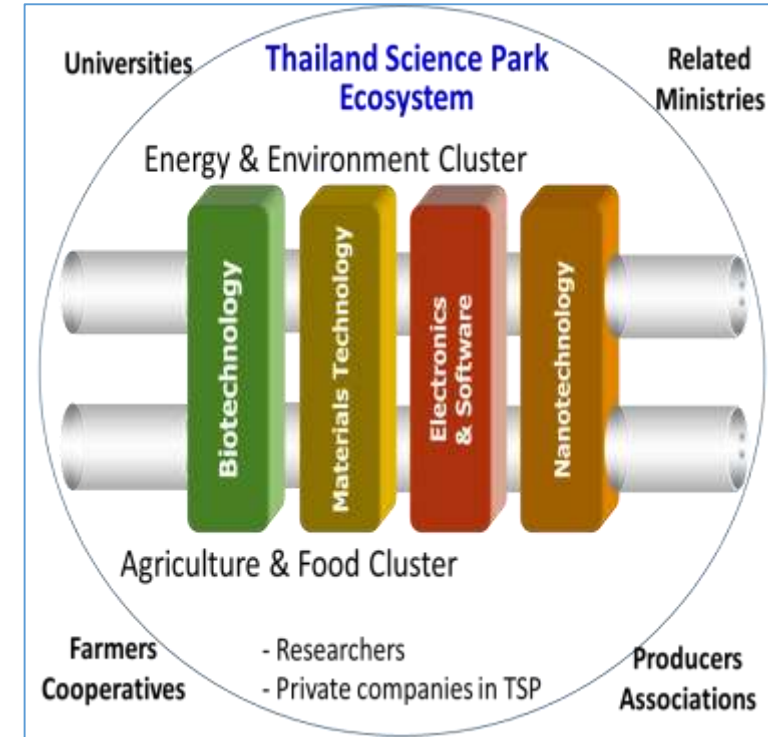 Universities
Thailand Science Park
Ecosystem
Related
Ministries
Energy & Environment Cluster
Biotechnology
Materials Technology
Electronics
& Software
Nanotechnology
Agriculture & Food Cluster
Farmers
Cooperatives
- Researchers
- Private companies in TSP
Producers
Associations